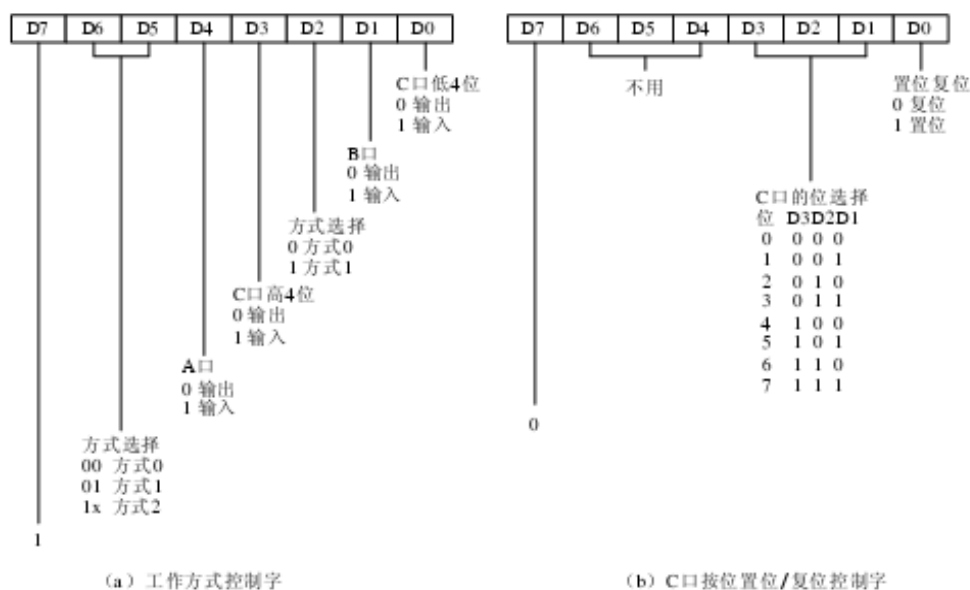 D7 D6 D5 D4 D3 D2 D1 D0
C口低4位
0 输出
1 输入
B口
0 输出
1 输入
方式选择
0 方式0
1 方式1
C口高4位
0 输出
1 输入
A口
0 输出
1 输入
方式选择
00 方式0
01 方式1
1x 方式2
1
(a) 工作方式控制字
D7 D6 D5 D4 D3 D2 D1 D0
不用
置位复位
0 复位
1 置位
C口的位选择
位 D3D2D1
0 0 0 0
1 0 0 1
2 0 1 0
3 0 1 1
4 1 0 0
5 1 0 1
6 1 1 0
7 1 1 1
0
(b) C口按位置位/复位控制字